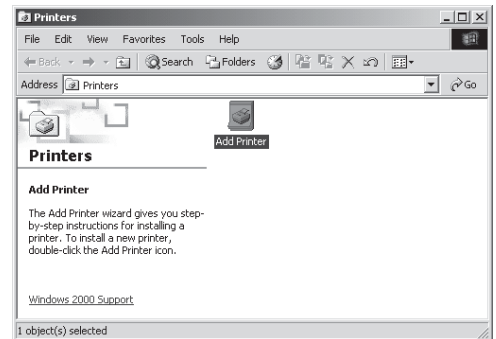 Printers
File Edit View Favorites Tools Help
Back Search Folders
Address Printers Go
Add Printer
Printers
Add Printer
The Add Printer wizard gives you step-
by-step instructions for installing a
printer. To install a new printer,
double-click the Add Printer icon.
Windows 2000 Support
1 object(s) selected